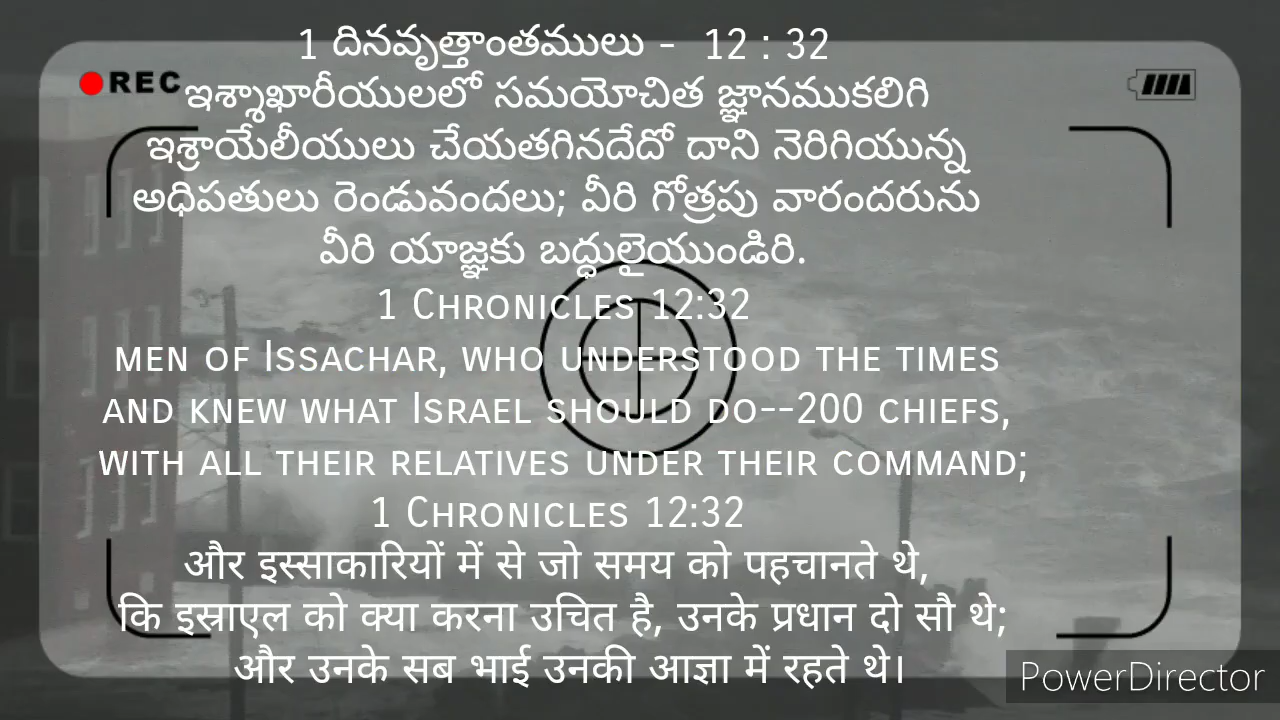 1 దినవృత్తాంతములు - 12 : 32
REC
ఇశ్శాఖారీయులలో సమయోచిత జ్ఞానముకలిగి
ఇశ్రాయేలీయులు చేయతగినదేదో దాని నెరిగియున్న
అధిపతులు రెండువందలు; వీరి గోత్రపు వారందరును
వీరి యాజ్ఞకు బద్ధులైయుండిరి.
1 Chronicles 12:32
men of Issachar, who understood the times
and knew what Israel should do--200 chiefs,
with all their relatives under their command;
1 Chronicles 12:32
और इस्साकारियों में से जो समय को पहचानते थे,
कि इस्राएल को क्या करना उचित है, उनके प्रधान दो सौ थे;
और उनके सब भाई उनकी आज्ञा में रहते थे।
PowerDirector